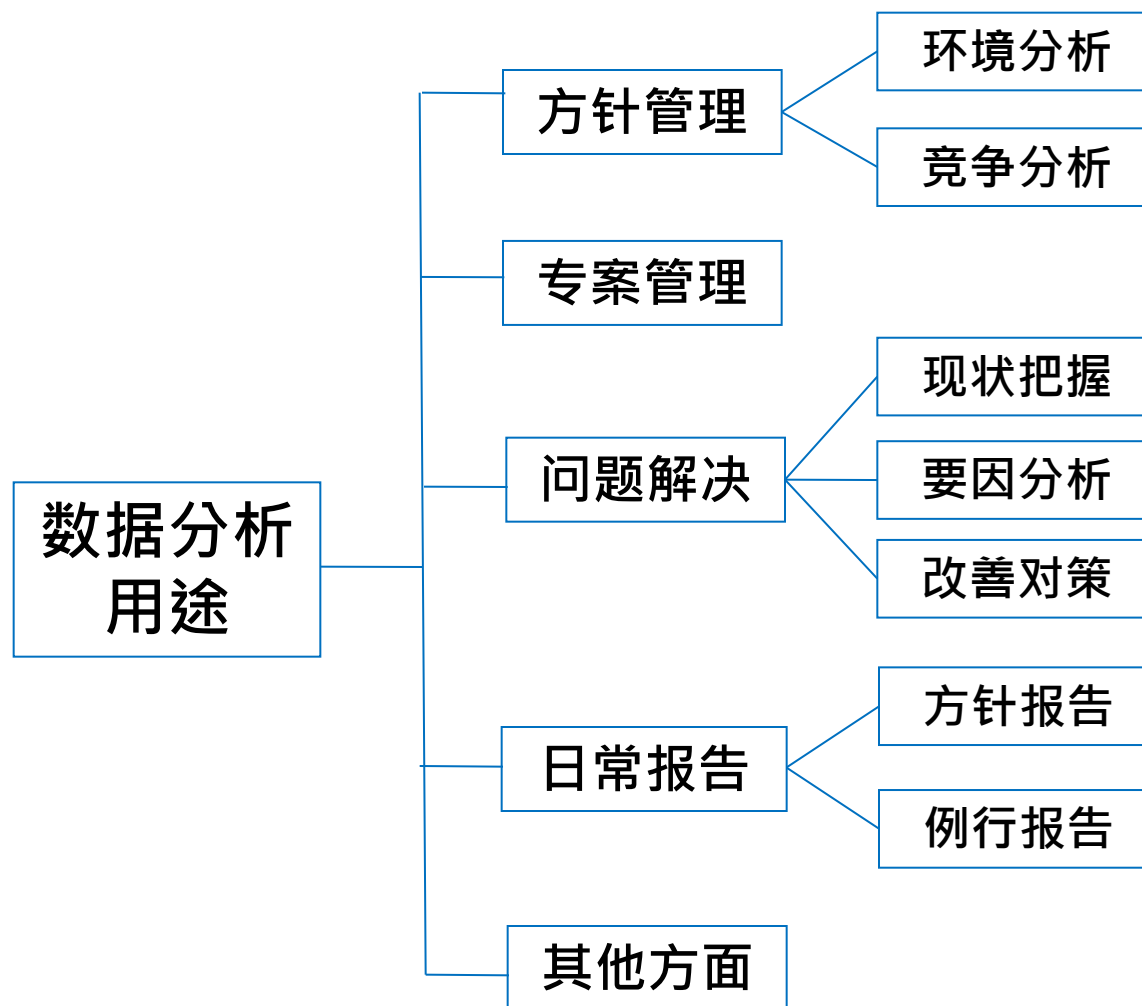 环境分析
方针管理
竞争分析
专案管理
现状把握
问题解决
要因分析
数据分析
用途
改善对策
方针报告
日常报告
例行报告
其他方面